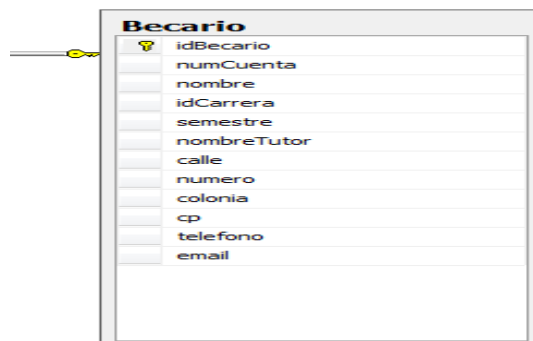 Becario
idBecario
numCuenta
nombre
idCarrera
semestre
nombreTutor
calle
numero
colonia
cp
telefono
email